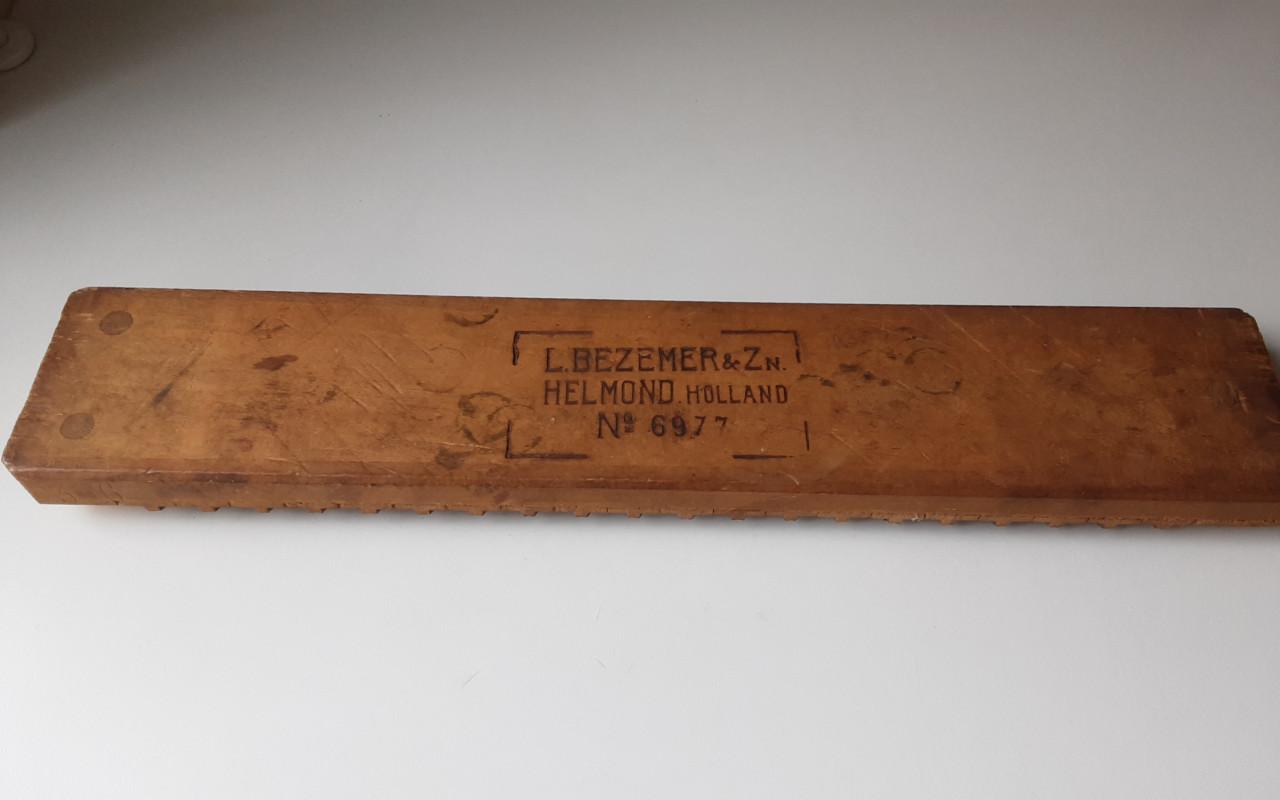 L. BEZEMER & ZN.
HELMOND. HOLLAND
Nº 6977